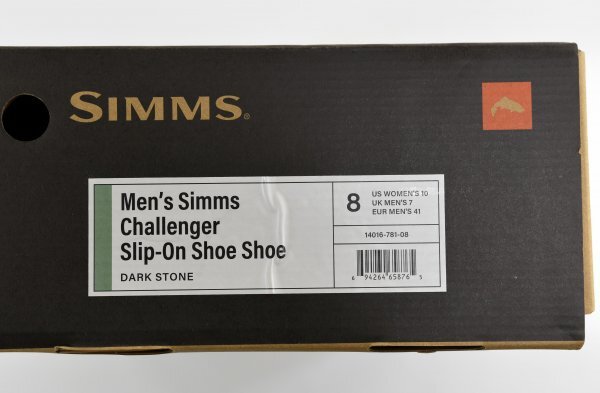 SIMMS®
Men's Simms
Challenger
Slip-On Shoe Shoe
DARK STONE
8
US WOMEN'S 10
UK MEN'S 7
EUR MEN'S 41
14016-781-08
6 94264 65876 5